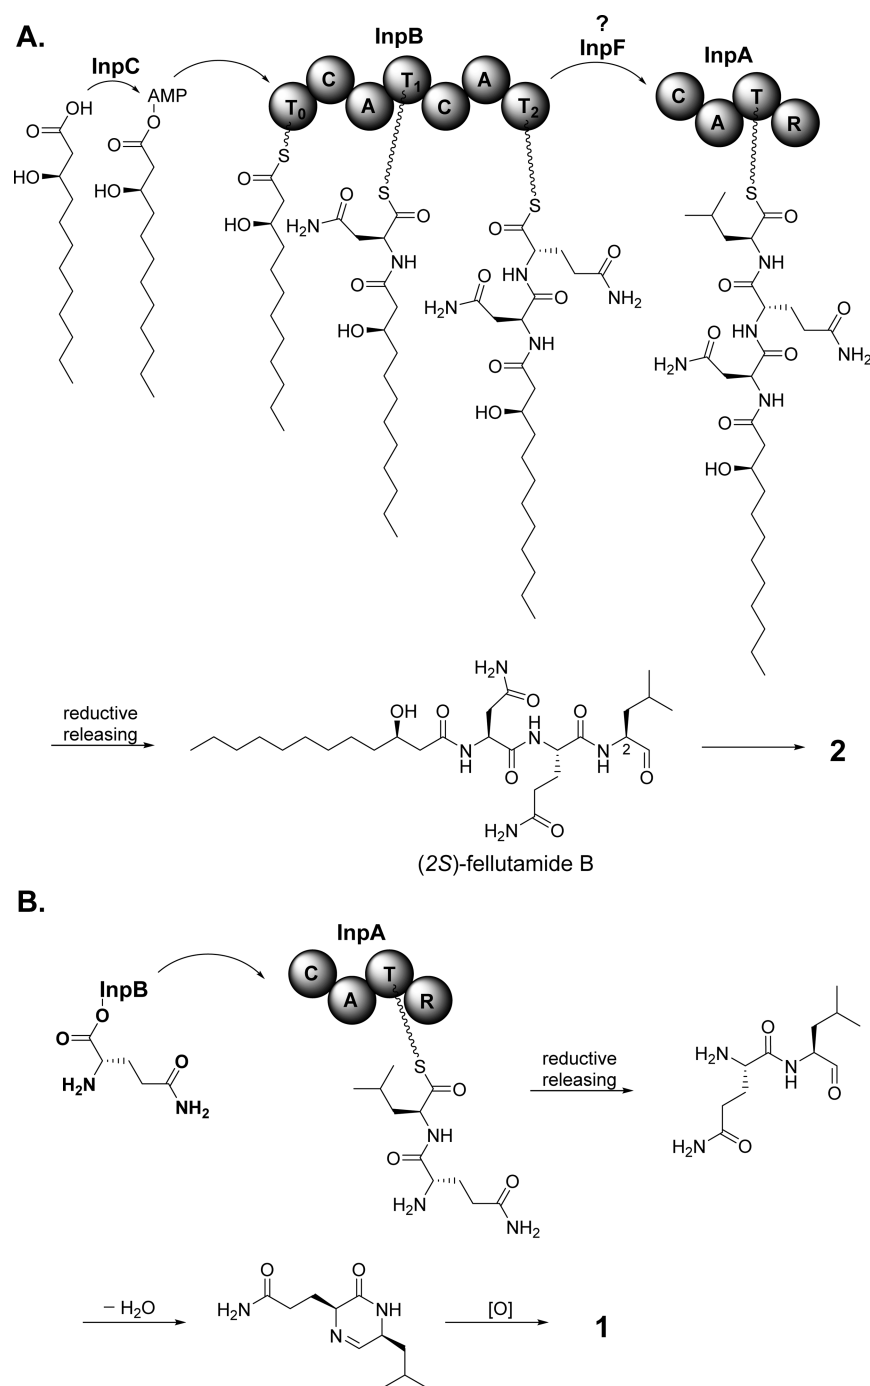 A.
InpC
InpB
?
InpF
InpA
T0 C A T1 C A T2
C A T R
OH
O
HO
AMP
O
O
HO
S
O
HO
S
O
O
H2N
NH
O
HO
S
O
O
NH2
HN
O
O
H2N
NH
O
HO
S
O
NH
O
O
NH2
HN
O
O
H2N
NH
O
HO
reductive
releasing
OH
O
N
H
H2N
O
O
H
N
O
H2N
O
N
H
2
O
2
(2S)-fellutamide B
B.
InpB
O
O
H2N
O
NH2
InpA
C A T R
S
O
NH
O
H2N
O
NH2
reductive
releasing
H2N
O
N
H
O
H2N
O
– H2O
O
H2N
O
NH
N
[O]
1